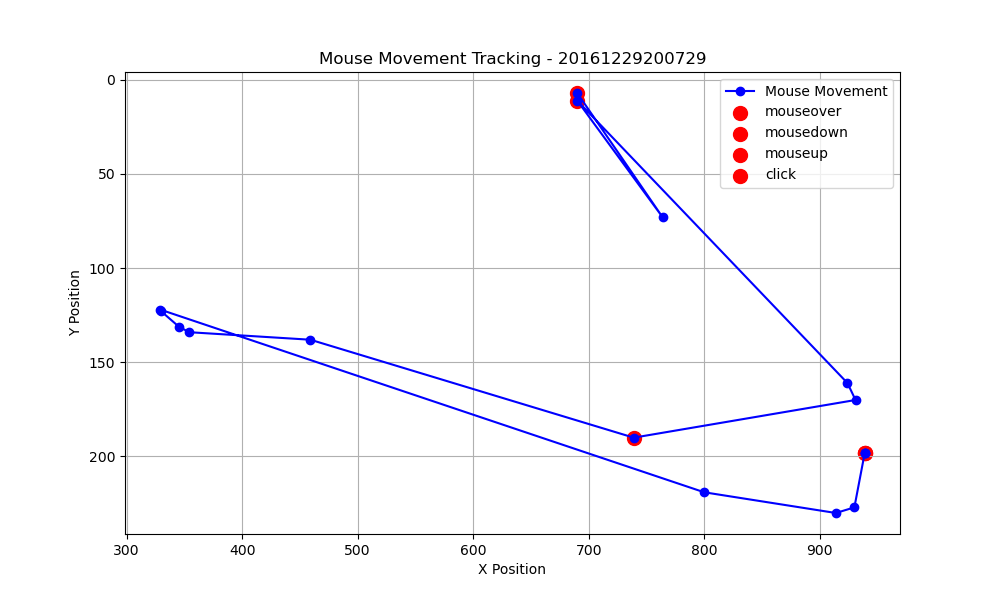 Mouse Movement Tracking - 20161229200729
Mouse Movement
mouseover
mousedown
mouseup
click
0
50
100
150
200
Y Position
300
400
500
600
700
800
900
X Position